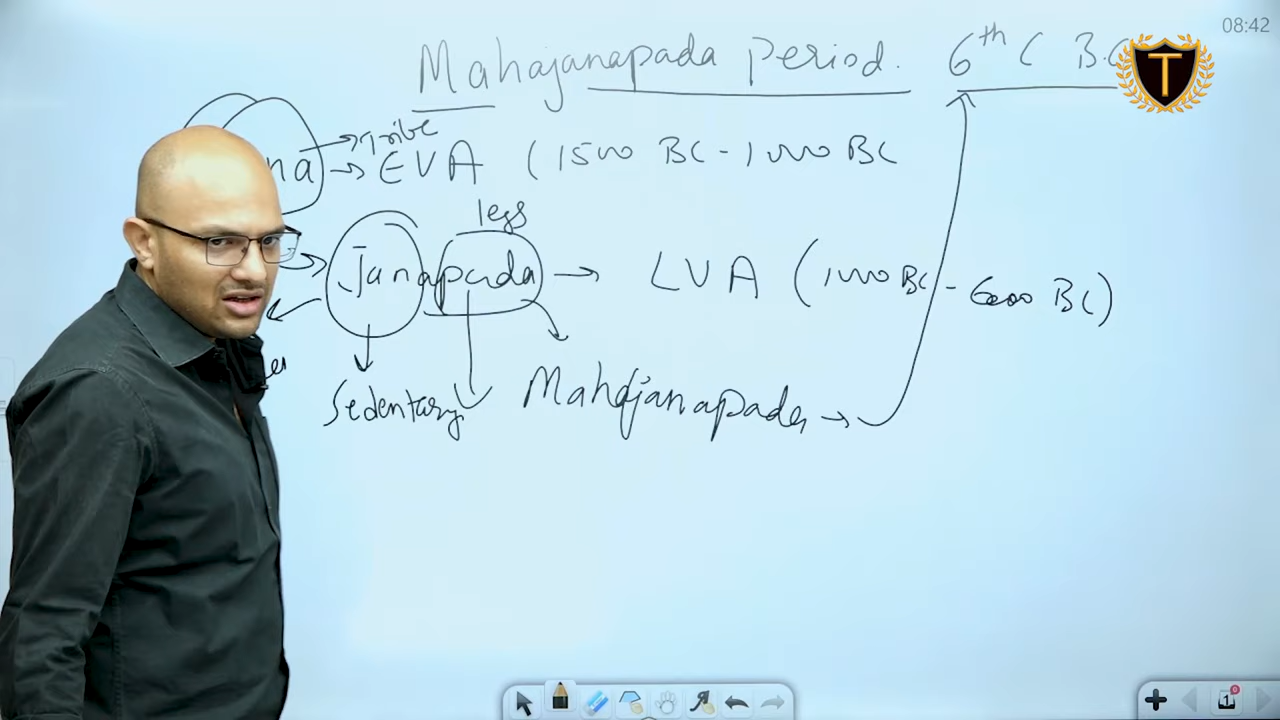 08:42
Mahajanapada Period. 6th C B.C
Tribe
na → EVA (1500 BC - 1000 BC
legs
Janapada → LVA (1000 BC - 600 BC)
Sedentary
Mahajanapada →
T
1